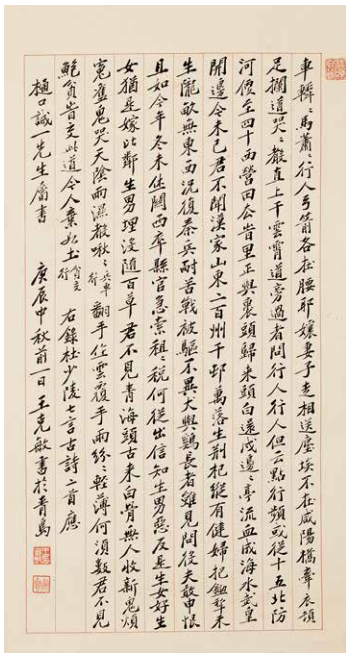 車轔〻馬蕭〻行人弓箭各在腰耶孃妻子走相送塵埃不在咸陽橋牽衣頓
足攔道哭〻聲直上干雲霄道旁過者問行人行人但云點行頻或從十五北防
河便至四十西營田去旹里正與裹頭歸來頭白還戍邊〻亭流血成海水武皇
開邊意未已君不聞漢家山東二百州千邨萬落生荊杞縱有健婦把鋤犂禾
生隴畝無東西況復秦兵耐苦戰被驅不異犬與鷄長者雖見問役夫敢申恨
且如今年冬未休關西卒縣官急索租〻稅何從出信知生男惡反是生女好生
女猶是嫁比鄰生男埋沒隨百草君不見青海頭古來白骨無人收新鬼煩
冤舊鬼哭天陰雨濕聲啾〻兵車行翻手作雲覆手雨紛〻輕薄何須數君不見
鮑貧旹交此道今人棄如土貧交行右錄杜少陵七言古詩二首應
樋口誠一先生屬書 庚辰中秋前一日王克敏書於青島